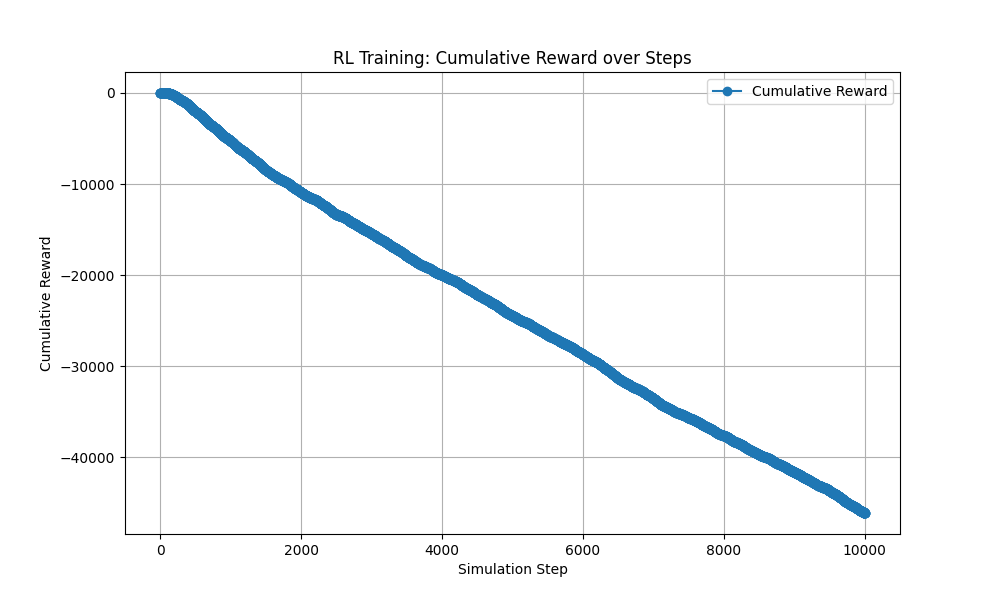 RL Training: Cumulative Reward over Steps
Cumulative Reward
0
−10000
−20000
−30000
−40000
Cumulative Reward
0 2000 4000 6000 8000 10000
Simulation Step